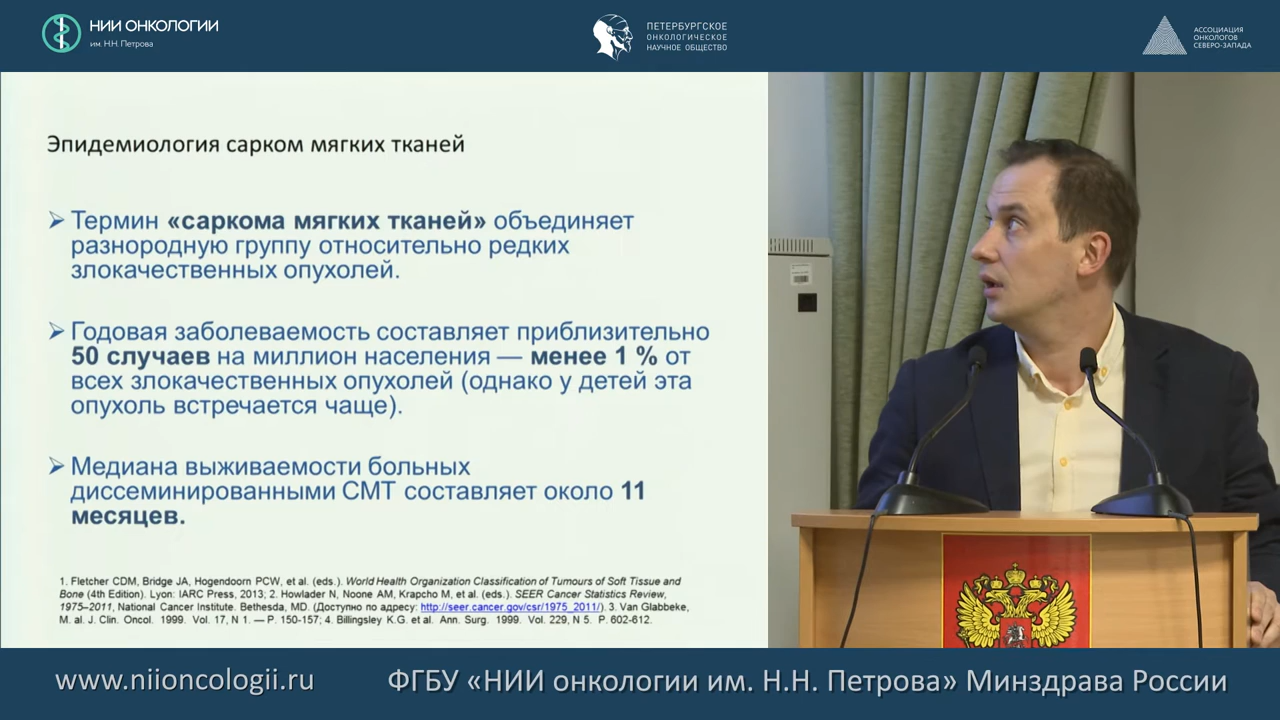 НИИ ОНКОЛОГИИ
им. Н.Н. Петрова
ПЕТЕРБУРГСКОЕ
ОНКОЛОГИЧЕСКОЕ
НАУЧНОЕ ОБЩЕСТВО
АССОЦИАЦИЯ
ОНКОЛОГОВ
СЕВЕРО-ЗАПАДА
Эпидемиология сарком мягких тканей
➢ Термин «саркома мягких тканей» объединяет
разнородную группу относительно редких
злокачественных опухолей.
➢ Годовая заболеваемость составляет приблизительно
50 случаев на миллион населения — менее 1 % от
всех злокачественных опухолей (однако у детей эта
опухоль встречается чаще).
➢ Медиана выживаемости больных
диссеминированными СМТ составляет около 11
месяцев.
1. Fletcher CDM, Bridge JA, Hogendoorn PCW, et al. (eds.). World Health Organization Classification of Tumours of Soft Tissue and
Bone (4th Edition). Lyon: IARC Press, 2013; 2. Howlader N, Noone AM, Krapcho M, et al. (eds.). SEER Cancer Statistics Review,
1975–2011, National Cancer Institute. Bethesda, MD. (Доступно по адресу: http://seer.cancer.gov/csr/1975_2011/). 3. Van Glabbeke,
M. al. J. Clin. Oncol. 1999. Vol. 17, N 1. — P. 150-157; 4. Billingsley K.G. et al. Ann. Surg. 1999. Vol. 229, N 5. P. 602-612.
www.niioncologii.ru
ФГБУ «НИИ онкологии им. Н.Н. Петрова» Минздрава России